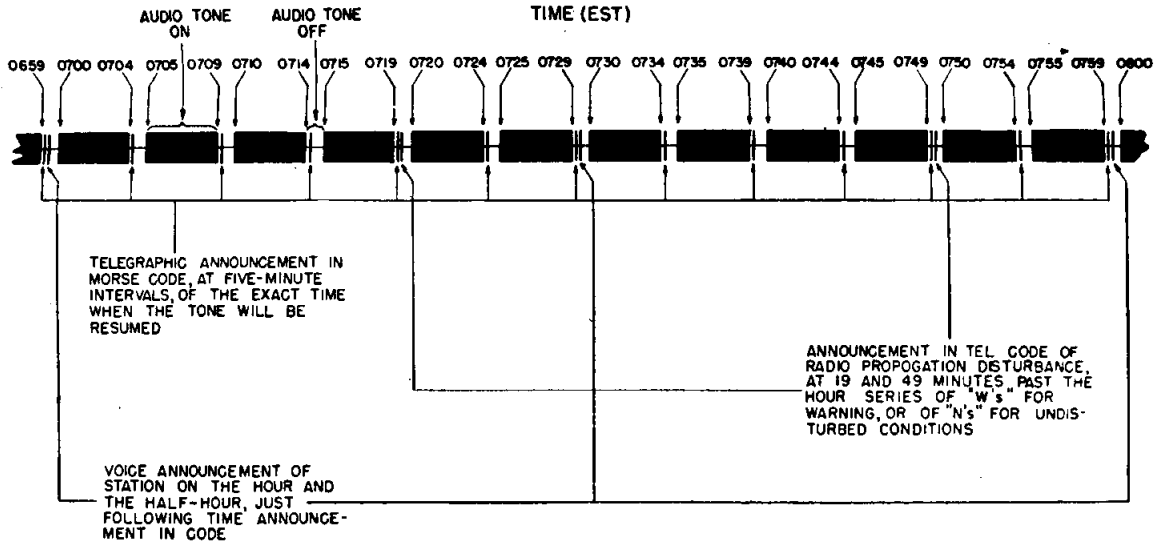 TIME (EST)
AUDIO TONE
ON
AUDIO TONE
OFF
0659 0700 0704 0705 0709 0710 0714 0715 0719 0720 0724 0725 0729 0730 0734 0735 0739 0740 0744 0745 0749 0750 0754 0755 0759 0800
TELEGRAPHIC ANNOUNCEMENT IN
MORSE CODE, AT FIVE-MINUTE
INTERVALS, OF THE EXACT TIME
WHEN THE TONE WILL BE
RESUMED
ANNOUNCEMENT IN TEL CODE OF
RADIO PROPOGATION DISTURBANCE,
AT 19 AND 49 MINUTES PAST THE
HOUR SERIES OF "W's" FOR
WARNING, OR OF "N's" FOR UNDIS-
TURBED CONDITIONS
VOICE ANNOUNCEMENT OF
STATION ON THE HOUR AND
THE HALF-HOUR, JUST
FOLLOWING TIME ANNOUNCE-
MENT IN CODE